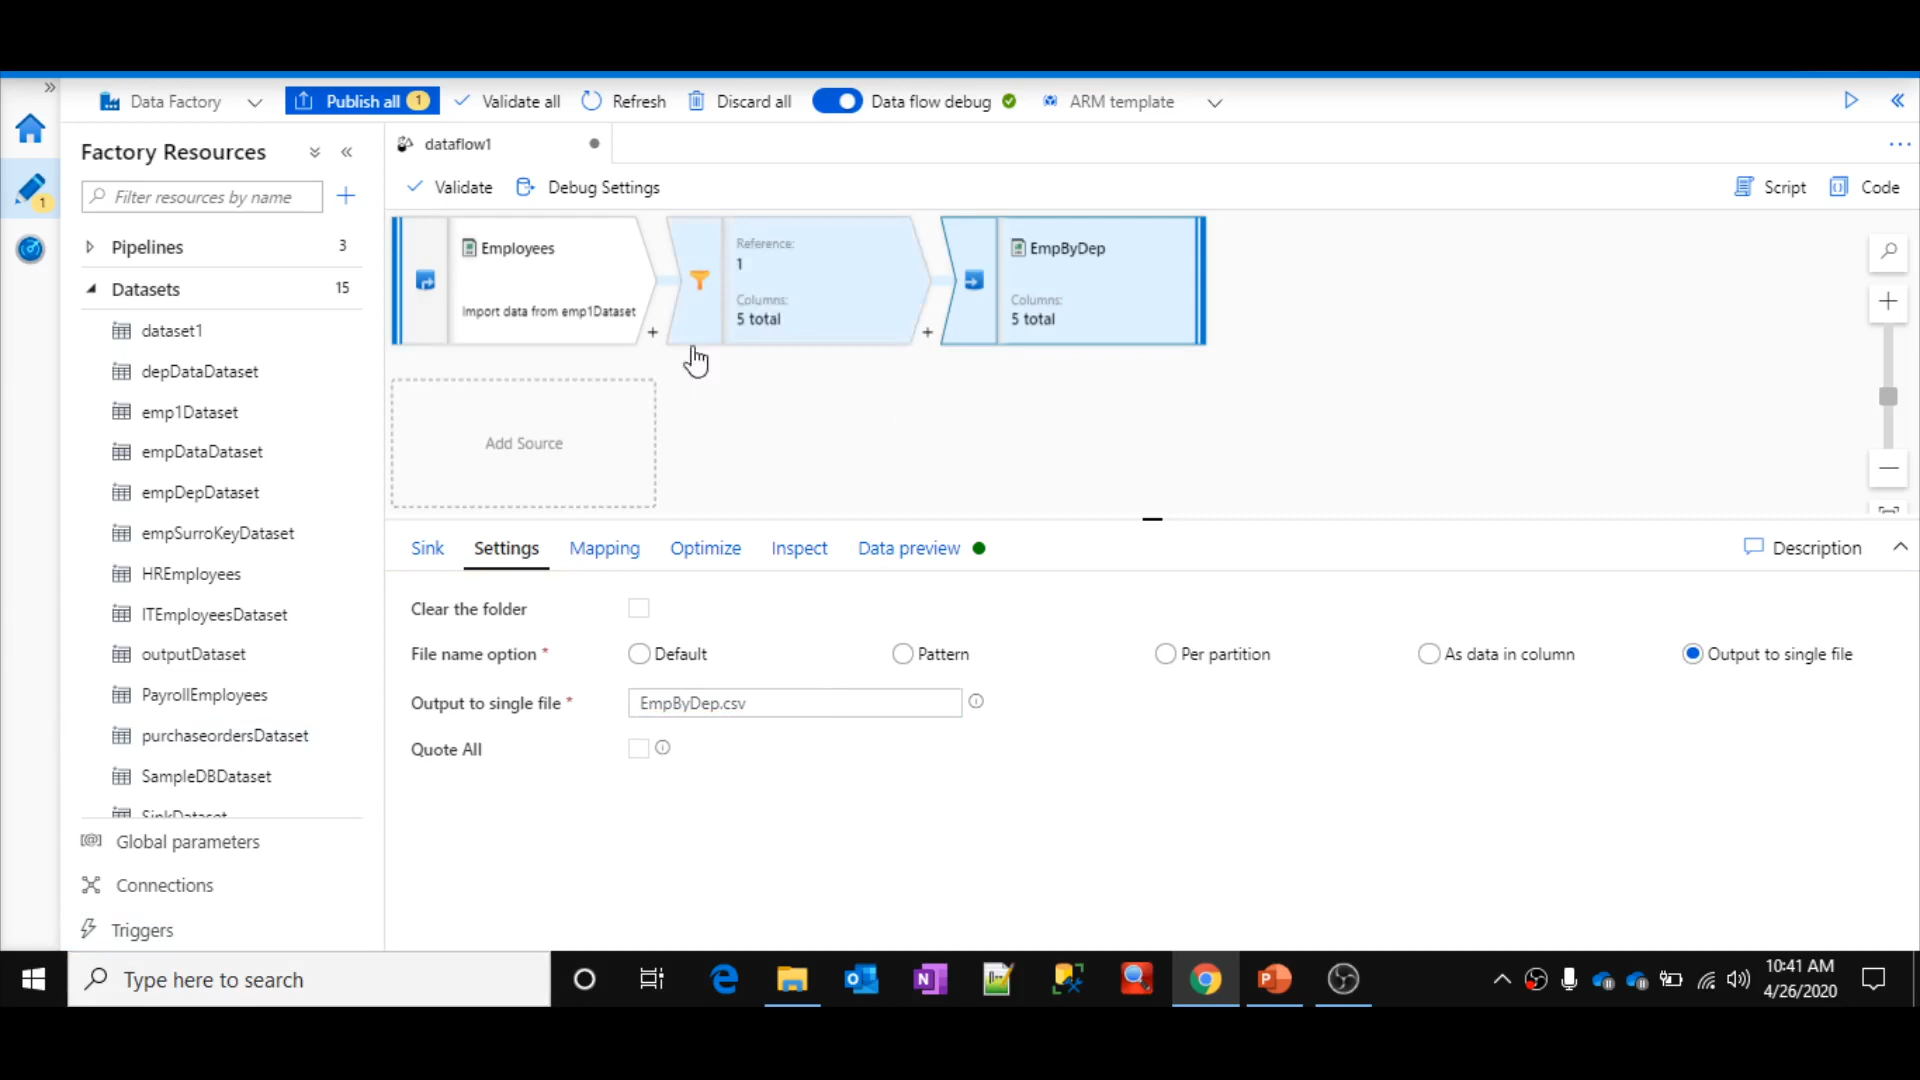 Data Factory
Publish all 1
Validate all
Refresh
Discard all
Data flow debug
ARM template
Factory Resources
dataflow1
Filter resources by name
Validate
Debug Settings
Script
Code
1
Pipelines 3
Datasets 15
dataset1
depDataDataset
emp1Dataset
empDataDataset
empDepDataset
empSurroKeyDataset
HREmployees
ITEmployeesDataset
outputDataset
PayrollEmployees
purchaseordersDataset
SampleDBDataset
SinkDataset
Global parameters
Connections
Triggers
Employees
Import data from emp1Dataset
Reference:
1
Columns:
5 total
EmpByDep
Columns:
5 total
Add Source
Sink
Settings
Mapping
Optimize
Inspect
Data preview
Description
Clear the folder
File name option *
Default
Pattern
Per partition
As data in column
Output to single file
Output to single file *
EmpByDep.csv
Quote All
Type here to search
10:41 AM
4/26/2020